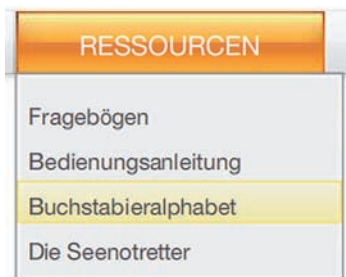 RESSOURCEN
Fragebögen
Bedienungsanleitung
Buchstabieralphabet
Die Seenotretter